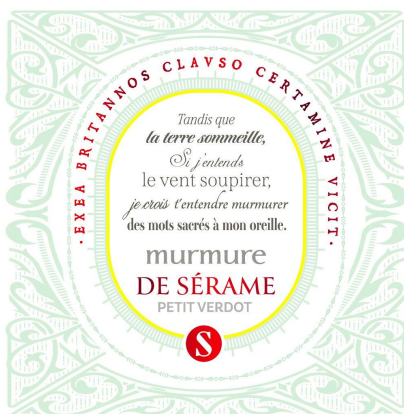 · EXEA BRITANNOS CLAVSO CERTAMINE VICIT ·
Tandis que
la terre sommeille,
Si j'entends
le vent soupirer,
je crois t'entendre murmurer
des mots sacrés à mon oreille.
murmure
DE SÉRAME
PETIT VERDOT
S